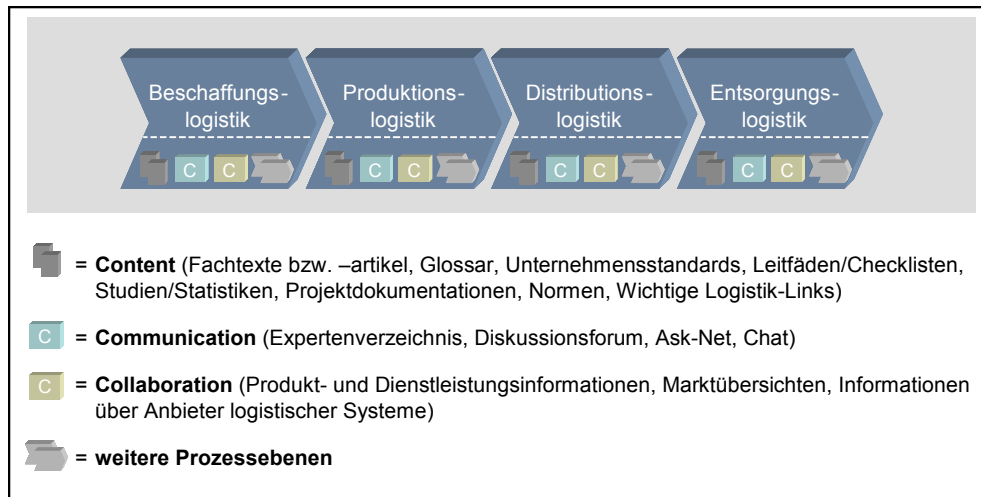 Beschaffungs- Produktions- Distributions- Entsorgungs-
logistik logistik logistik logistik
C C C C C C C C
= Content (Fachtexte bzw. –artikel, Glossar, Unternehmensstandards, Leitfäden/Checklisten,
Studien/Statistiken, Projektdokumentationen, Normen, Wichtige Logistik-Links)
C = Communication (Expertenverzeichnis, Diskussionsforum, Ask-Net, Chat)
C = Collaboration (Produkt- und Dienstleistungsinformationen, Marktübersichten, Informationen
über Anbieter logistischer Systeme)
= weitere Prozessebenen